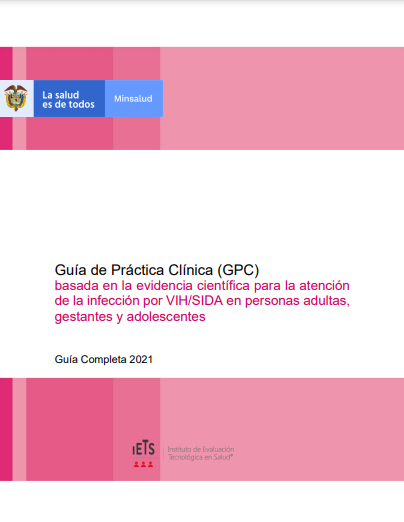 La salud
es de todos
Minsalud
Guía de Práctica Clínica (GPC)
basada en la evidencia científica para la atención
de la infección por VIH/SIDA en personas adultas,
gestantes y adolescentes
Guía Completa 2021
IETS
Instituto de Evaluación
Tecnológica en Salud®